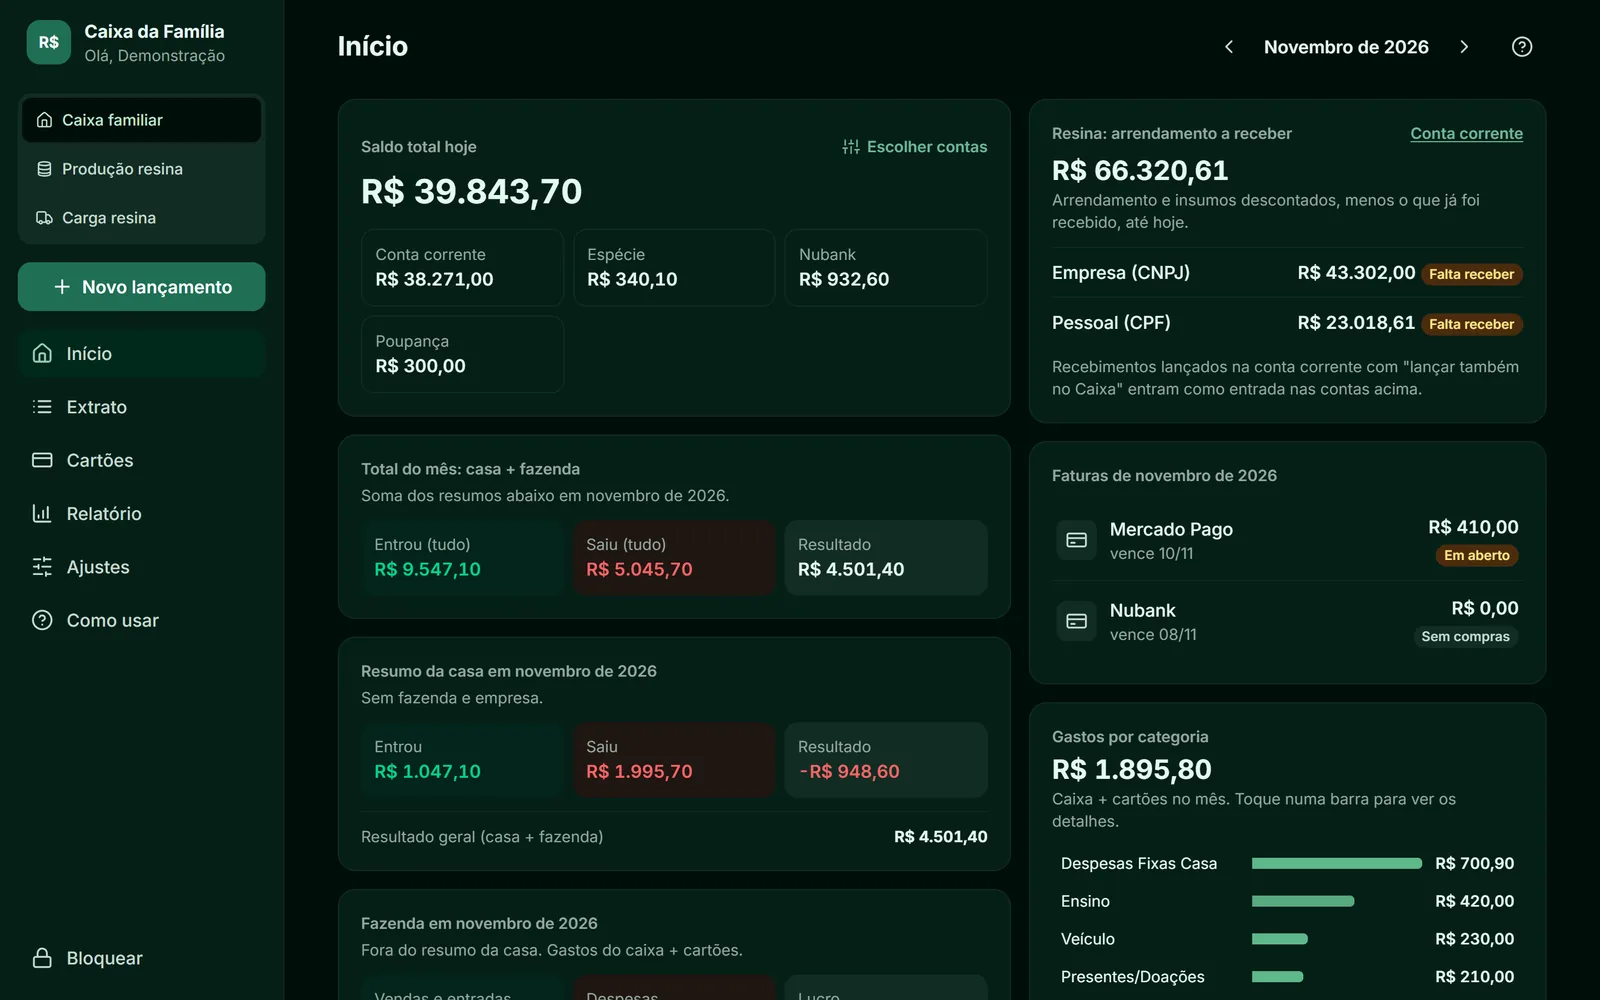 R$
Caixa da Família
Olá, Demonstração
Caixa familiar
Produção resina
Carga resina
Novo lançamento
Início
Extrato
Cartões
Relatório
Ajustes
Como usar
Bloquear
Início
Novembro de 2026
Saldo total hoje
Escolher contas
R$ 39.843,70
Conta corrente
R$ 38.271,00
Espécie
R$ 340,10
Nubank
R$ 932,60
Poupança
R$ 300,00
Total do mês: casa + fazenda
Soma dos resumos abaixo em novembro de 2026.
Entrou (tudo)
R$ 9.547,10
Saiu (tudo)
R$ 5.045,70
Resultado
R$ 4.501,40
Resumo da casa em novembro de 2026
Sem fazenda e empresa.
Entrou
R$ 1.047,10
Saiu
R$ 1.995,70
Resultado
-R$ 948,60
Resultado geral (casa + fazenda)
R$ 4.501,40
Fazenda em novembro de 2026
Fora do resumo da casa. Gastos do caixa + cartões.
Vendas e entradas
Despesas
Lucro
Resina: arrendamento a receber
Conta corrente
R$ 66.320,61
Arrendamento e insumos descontados, menos o que já foi
recebido, até hoje.
Empresa (CNPJ)
R$ 43.302,00
Falta receber
Pessoal (CPF)
R$ 23.018,61
Falta receber
Recebimentos lançados na conta corrente com "lançar também
no Caixa" entram como entrada nas contas acima.
Faturas de novembro de 2026
Mercado Pago
vence 10/11
R$ 410,00
Em aberto
Nubank
vence 08/11
R$ 0,00
Sem compras
Gastos por categoria
R$ 1.895,80
Caixa + cartões no mês. Toque numa barra para ver os
detalhes.
Despesas Fixas Casa
R$ 700,90
Ensino
R$ 420,00
Veículo
R$ 230,00
Presentes/Doações
R$ 210,00